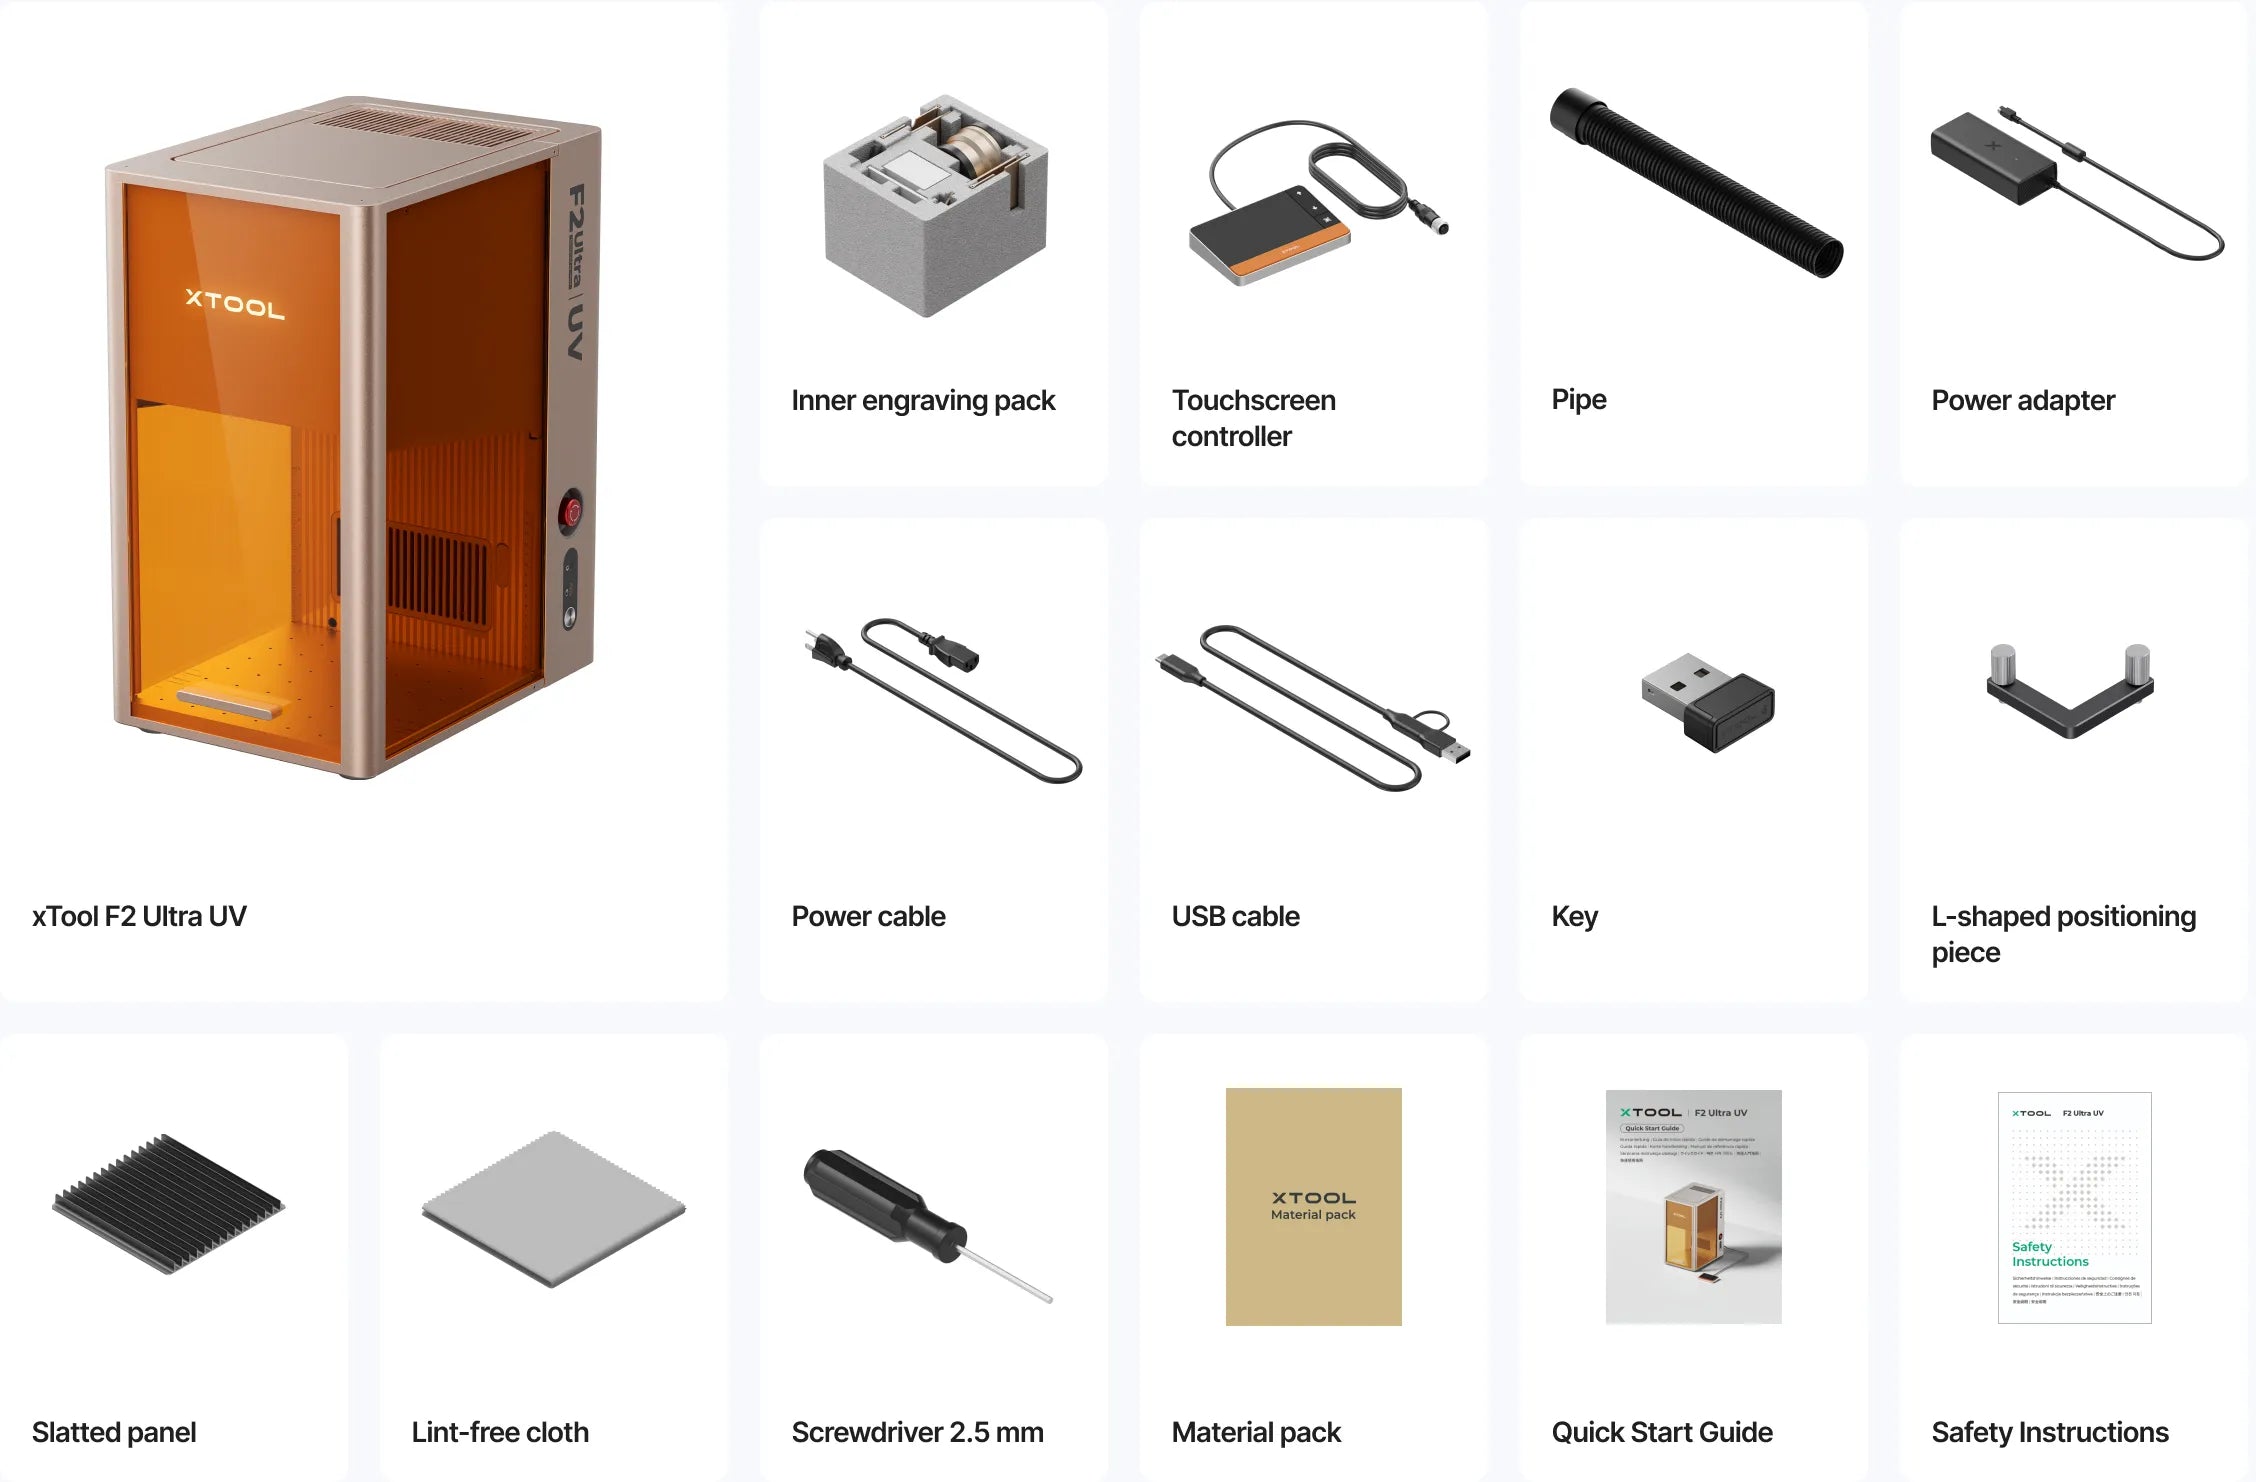 XTOOL
F2 Ultra | UV
Inner engraving pack
Touchscreen
controller
Pipe
Power adapter
xTool F2 Ultra UV
Power cable
USB cable
Key
L-shaped positioning
piece
Slatted panel
Lint-free cloth
Screwdriver 2.5 mm
XTOOL
Material pack
Material pack
XTOOL | F2 Ultra UV
Quick Start Guide
Quick Start Guide
XTOOL F2 Ultra UV
Safety
Instructions
Safety Instructions